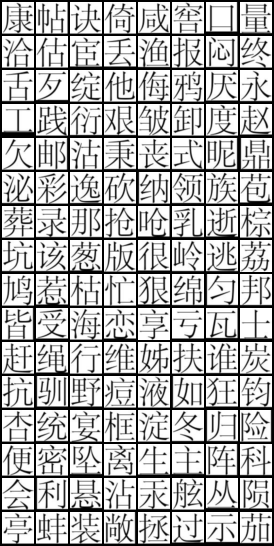 康帖诀倚咸窖口量
洽估宦丢渔报闷终
舌歹绽他侮鸦厌永
工践衍艰皱卸度赵
欠邮沽秉丧式昵鼎
泌彩逸砍纳领族苞
葬录那抢呛乳逝棕
坑该葱版很岭逃荔
鸠惹枯忙狠绵匀邦
皆受海恋享亏瓦士
赶绳行维姊扶谁炭
抗驯野痘液如狂钧
杏统宴框淀冬归险
便密坠离生主阵科
会利悬沾汞舷丛陨
亭蚌装敞拯过示茄